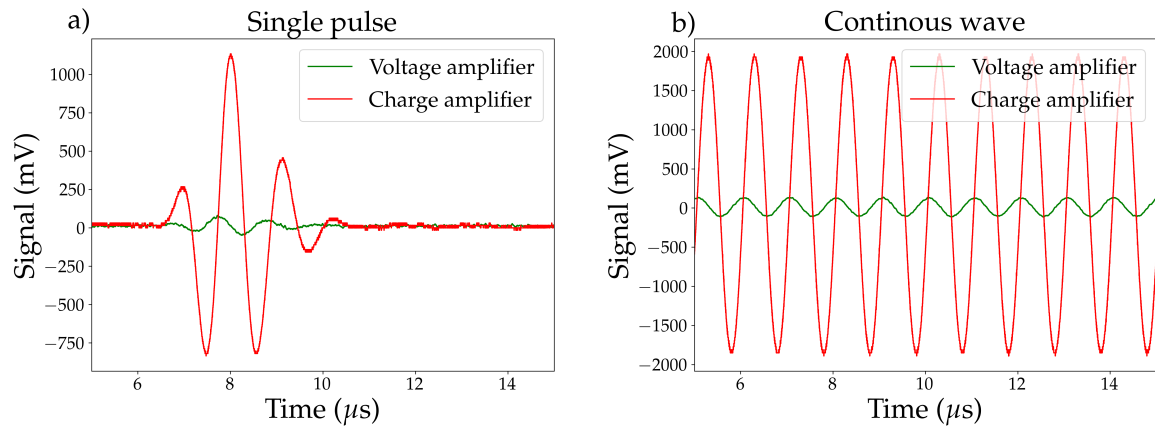 a) Single pulse
Signal (mV)
1000
750
500
250
0
−250
−500
−750
Voltage amplifier
Charge amplifier
6 8 10 12 14
Time (μs)
b) Continous wave
Signal (mV)
2000
1500
1000
500
0
−500
−1000
−1500
−2000
Voltage amplifier
Charge amplifier
6 8 10 12 14
Time (μs)